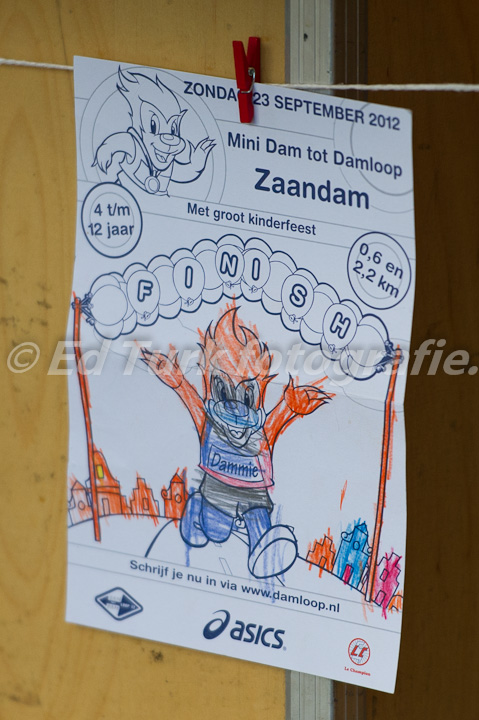 ZONDAG 23 SEPTEMBER 2012
Mini Dam tot Damloop
Zaandam
Met groot kinderfeest
4 t/m
12 jaar
0,6 en
2,2 km
FINISH
© Ed Turk fotografie.
Dammie
Schrijf je nu in via www.damloop.nl
asics
Le Champion